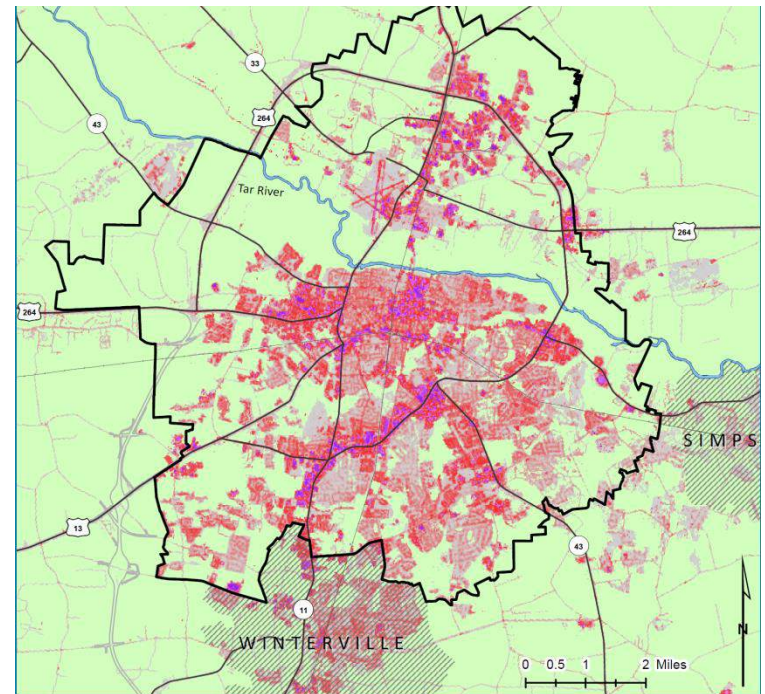 33
264
43
Tar River
264
264
SIMPS
13
43
11
WINTERVILLE
0 0.5 1 2 Miles
N